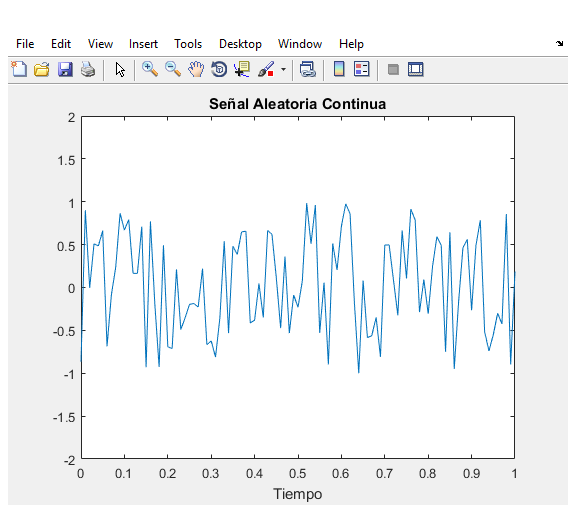 File Edit View Insert Tools Desktop Window Help
Señal Aleatoria Continua
2
1.5
1
0.5
0
-0.5
-1
-1.5
-2
0 0.1 0.2 0.3 0.4 0.5 0.6 0.7 0.8 0.9 1
Tiempo